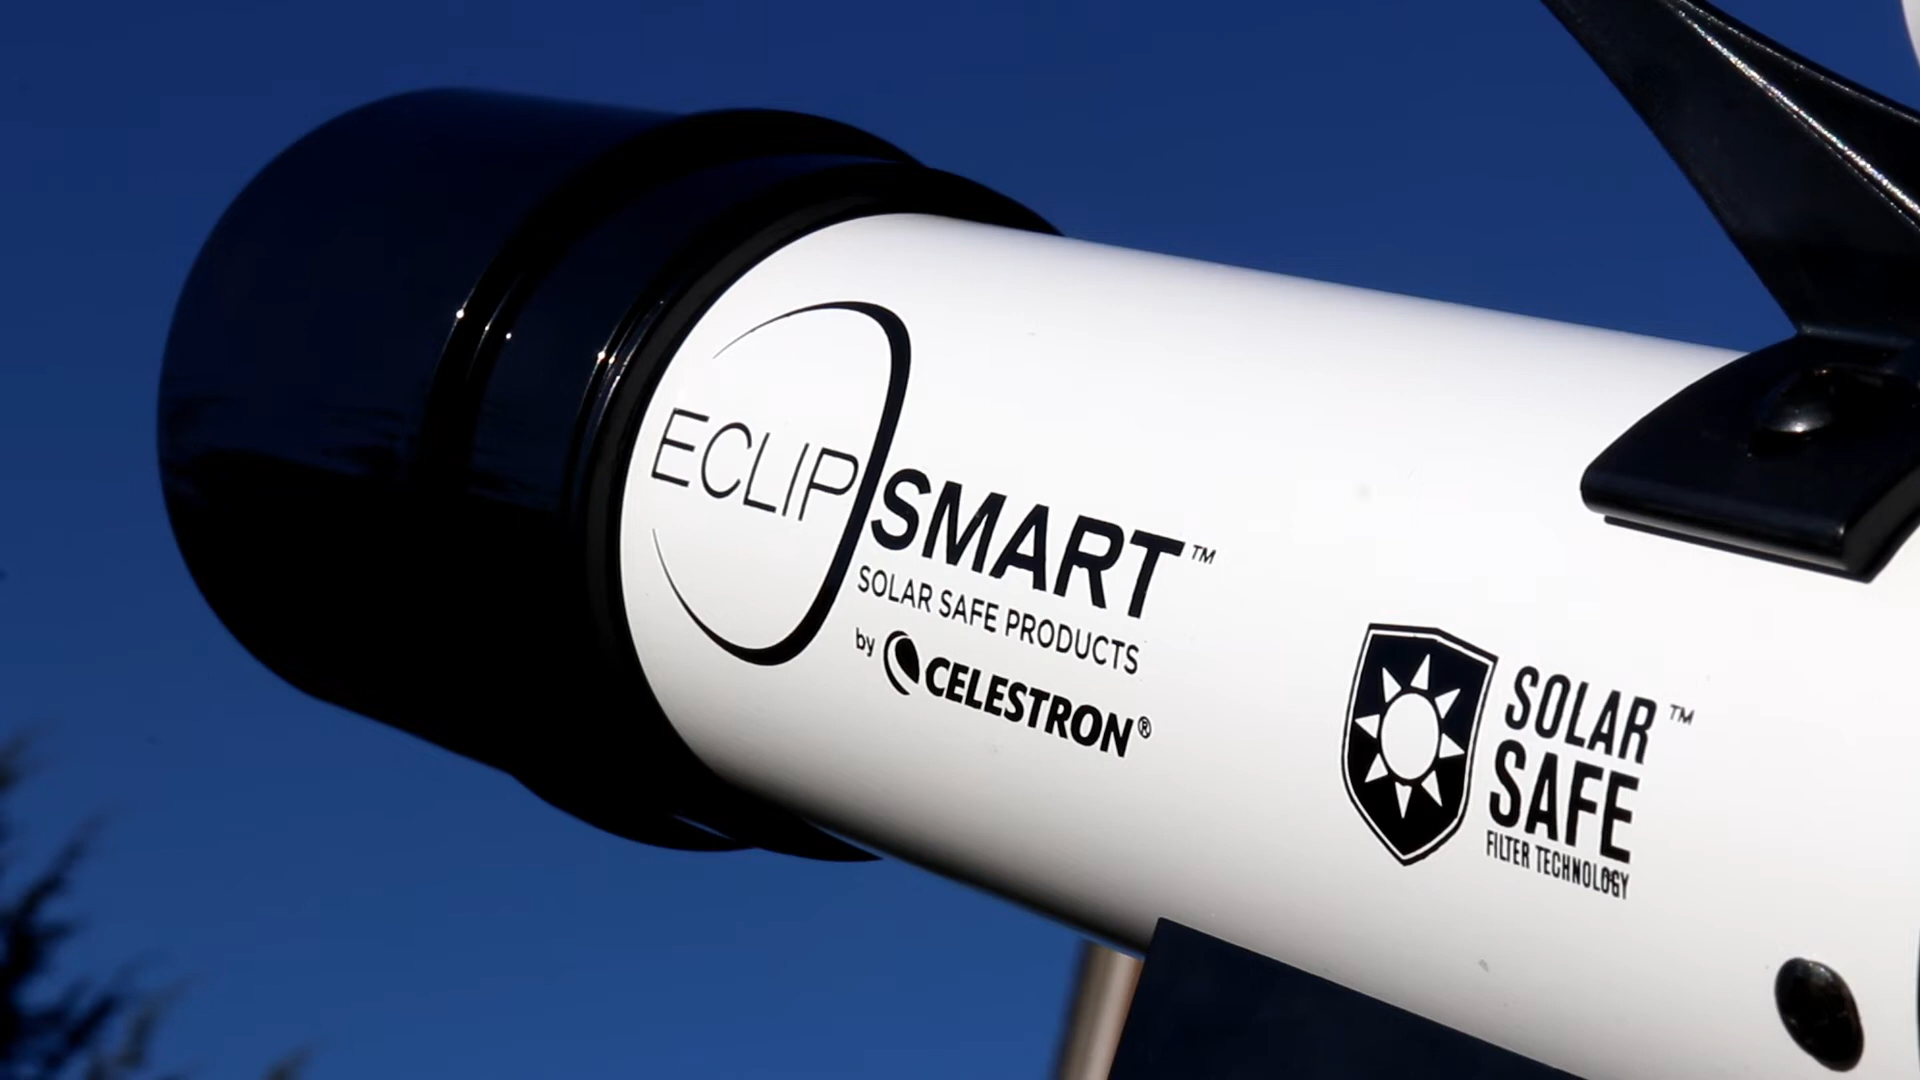 ECLIPSMART™
SOLAR SAFE PRODUCTS
by CELESTRON®
SOLAR™
SAFE
FILTER TECHNOLOGY